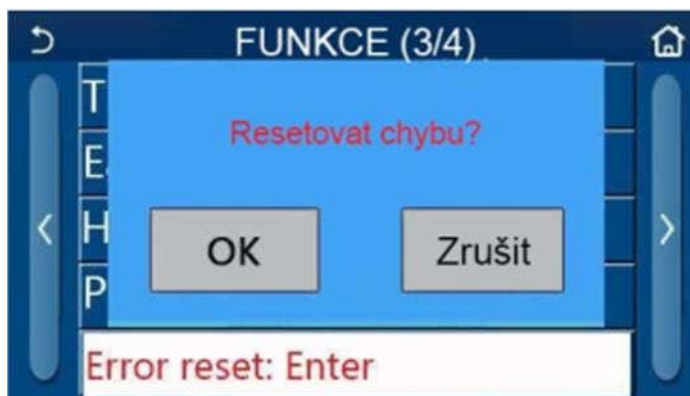 FUNKCE (3/4)
T
Resetovat chybu?
E
H
OK
Zrušit
P
Error reset: Enter